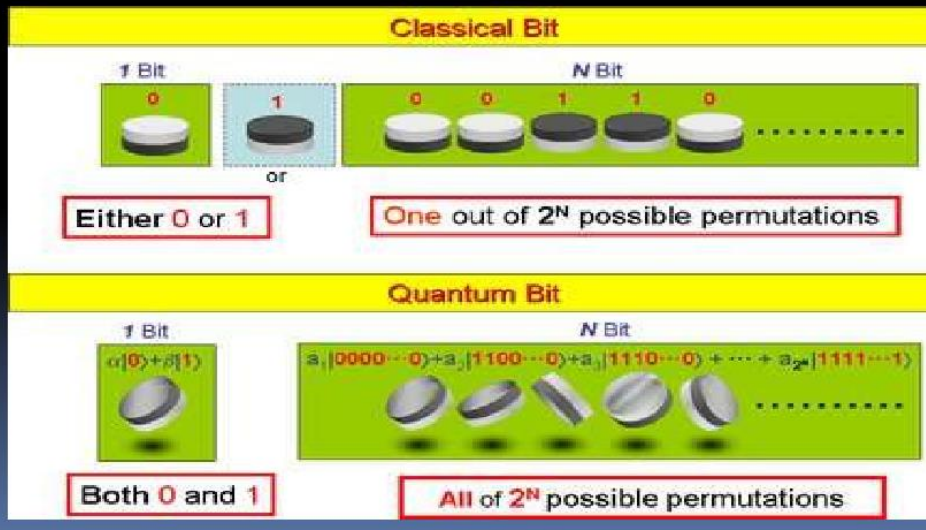 Classical Bit
1 Bit
N Bit
0
1
0 0 1 1 0
or
Either 0 or 1
One out of 2ᴺ possible permutations
Quantum Bit
1 Bit
N Bit
α|0⟩+β|1⟩
a₁|0000···0⟩+a₂|1100···0⟩+a₃|1110···0⟩ + ··· + a₂ₙ|1111···1⟩
Both 0 and 1
All of 2ᴺ possible permutations